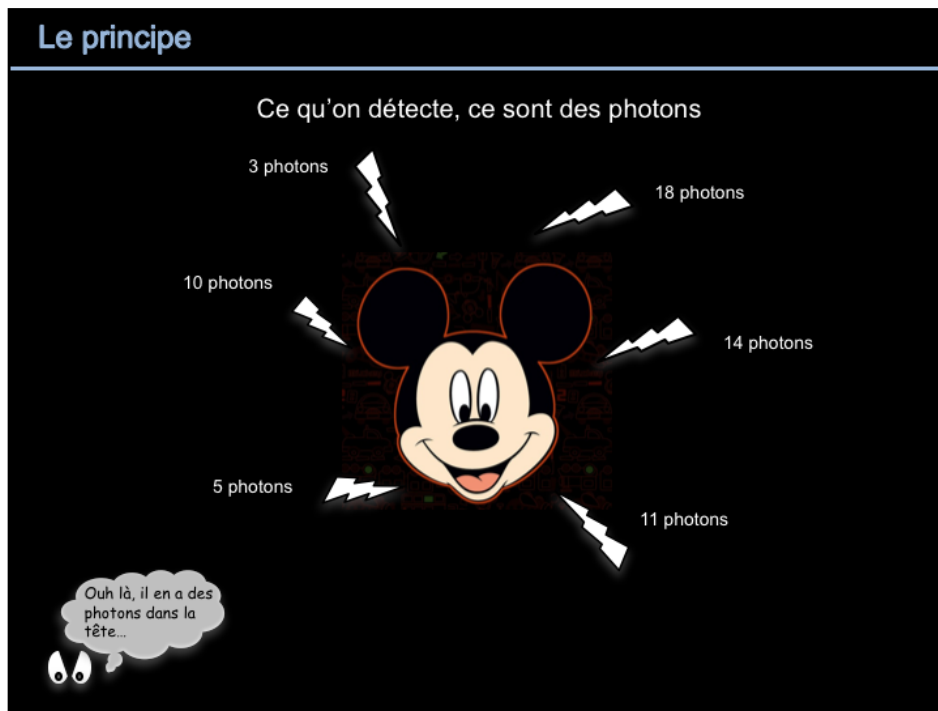 Le principe
Ce qu'on détecte, ce sont des photons
3 photons
18 photons
10 photons
14 photons
5 photons
11 photons
Ouh là, il en a des
photons dans la
tête...